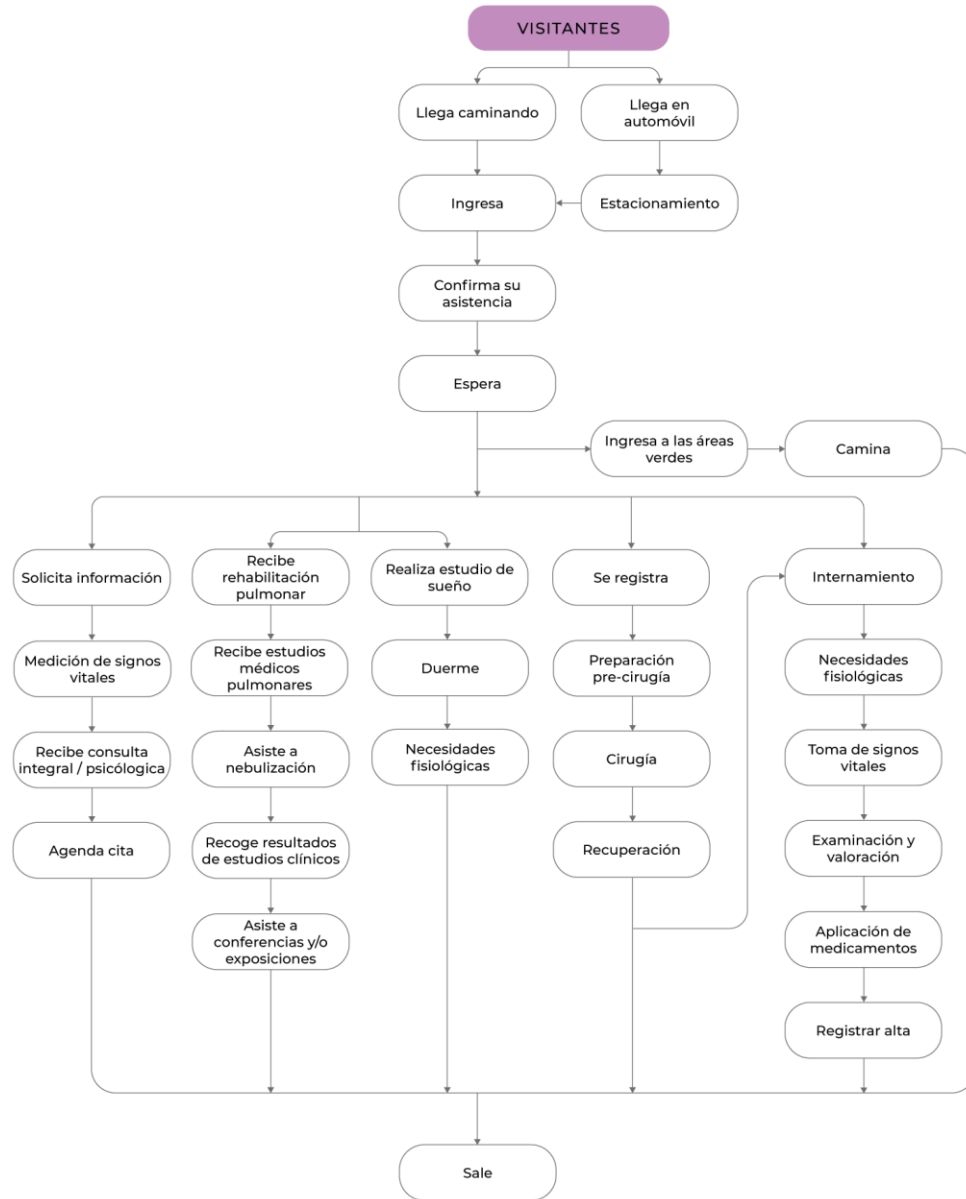 VISITANTES
Llega caminando
Llega en
automóvil
Ingresa
Estacionamiento
Confirma su
asistencia
Espera
Ingresa a las áreas
verdes
Camina
Solicita información
Recibe
rehabilitación
pulmonar
Realiza estudio de
sueño
Se registra
Internamiento
Medición de signos
vitales
Recibe estudios
médicos
pulmonares
Duerme
Preparación
pre-cirugía
Necesidades
fisiológicas
Recibe consulta
integral / psicólogica
Asiste a
nebulización
Necesidades
fisiológicas
Cirugía
Toma de signos
vitales
Agenda cita
Recoge resultados
de estudios clínicos
Recuperación
Examinación y
valoración
Asiste a
conferencias y/o
exposiciones
Aplicación de
medicamentos
Registrar alta
Sale